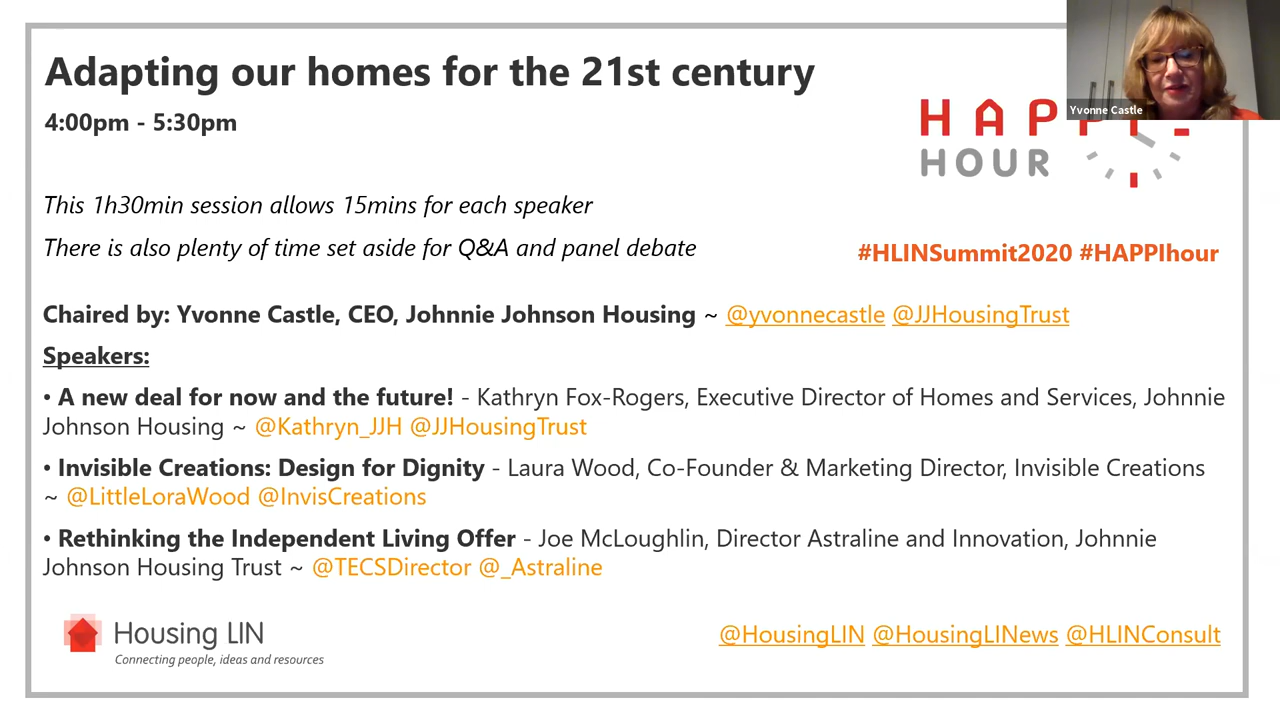 Adapting our homes for the 21st century
4:00pm - 5:30pm
Yvonne Castle
HAPPI
HOUR
This 1h30min session allows 15mins for each speaker
There is also plenty of time set aside for Q&A and panel debate
#HLINSummit2020 #HAPPIhour
Chaired by: Yvonne Castle, CEO, Johnnie Johnson Housing ~ @yvonnecastle @JJHousingTrust
Speakers:
• A new deal for now and the future! - Kathryn Fox-Rogers, Executive Director of Homes and Services, Johnnie
Johnson Housing ~ @Kathryn_JJH @JJHousingTrust
• Invisible Creations: Design for Dignity - Laura Wood, Co-Founder & Marketing Director, Invisible Creations
~ @LittleLoraWood @InvisCreations
• Rethinking the Independent Living Offer - Joe McLoughlin, Director Astraline and Innovation, Johnnie
Johnson Housing Trust ~ @TECSDirector @_Astraline
Housing LIN
Connecting people, ideas and resources
@HousingLIN @HousingLINews @HLINConsult